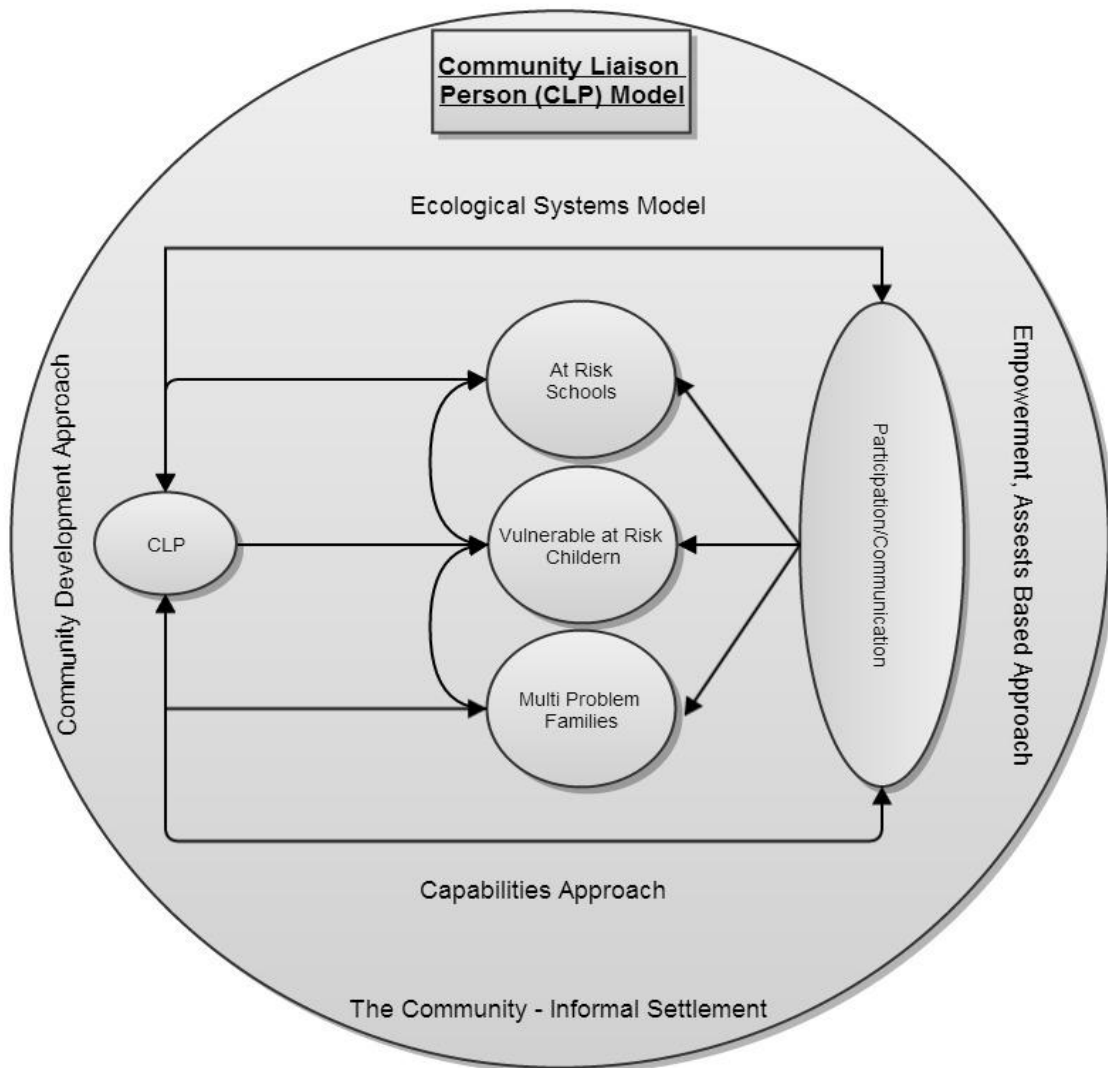 Community Liaison
Person (CLP) Model
Ecological Systems Model
Community Development Approach
At Risk
Schools
CLP
Vulnerable at Risk
Childern
Multi Problem
Families
Participation/Communication
Empowerment, Assests Based Approach
Capabilities Approach
The Community - Informal Settlement